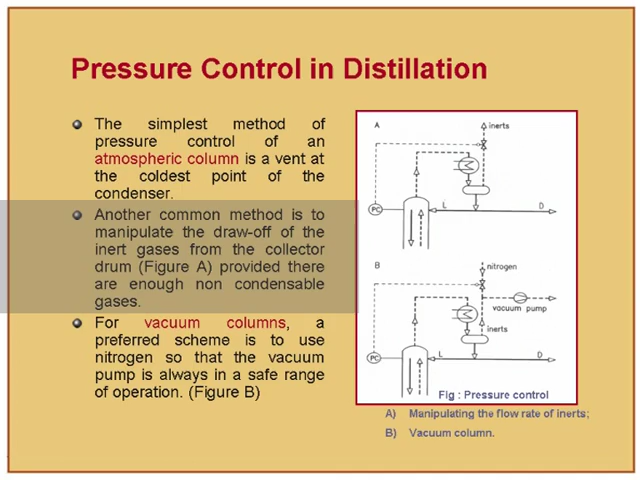 Pressure Control in Distillation
The simplest method of
pressure control of an
atmospheric column is a vent at
the coldest point of the
condenser.
Another common method is to
manipulate the draw-off of the
inert gases from the collector
drum (Figure A) provided there
are enough non condensable
gases.
For vacuum columns, a
preferred scheme is to use
nitrogen so that the vacuum
pump is always in a safe range
of operation. (Figure B)
A
inerts
PC
L
D
B
nitrogen
vacuum pump
inerts
PC
L
D
Fig : Pressure control
A) Manipulating the flow rate of inerts;
B) Vacuum column.